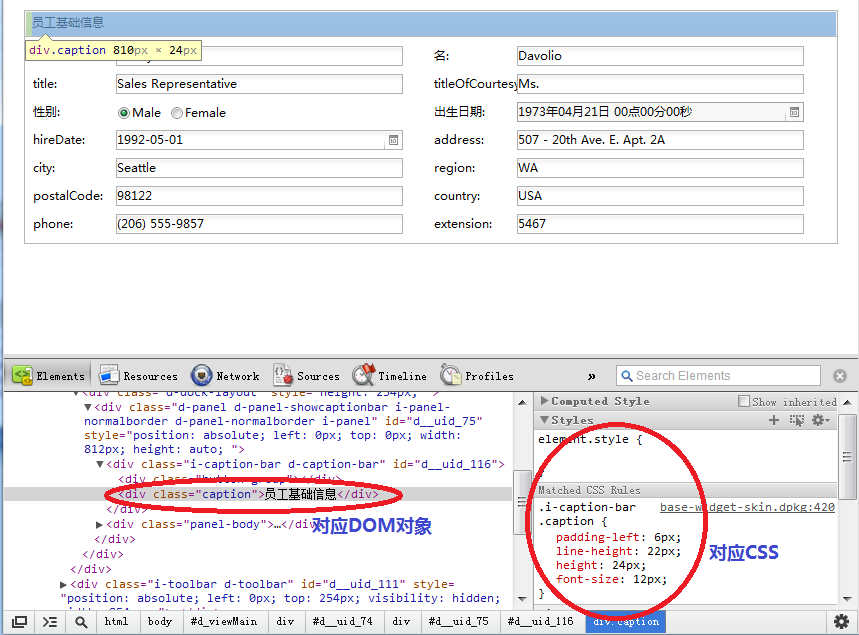 员工基础信息
div.caption 810px × 24px
名: Davolio
title: Sales Representative titleOfCourtesy Ms.
性别: Male Female 出生日期: 1973年04月21日 00点00分00秒
hireDate: 1992-05-01 address: 507 - 20th Ave. E. Apt. 2A
city: Seattle region: WA
postalCode: 98122 country: USA
phone: (206) 555-9857 extension: 5467
Elements Resources Network Sources Timeline Profiles » Search Elements
▼<div class="d-dock-layout" style="height: 254px; ">
▼<div class="d-panel d-panel-showcaptionbar i-panel-
normalborder d-panel-normalborder i-panel" id="d__uid_75"
style="position: absolute; left: 0px; top: 0px; width:
812px; height: auto; ">
▼<div class="i-caption-bar d-caption-bar" id="d__uid_116">
<div class="button-group"></div>
<div class="caption">员工基础信息</div>
</div>
▶<div class="panel-body">…</div>
对应DOM对象
</div>
</div>
</div>
▶<div class="i-toolbar d-toolbar" id="d__uid_111" style=
"position: absolute; left: 0px; top: 254px; visibility: hidden;
▶Computed Style Show inherited
▼Styles
element.style {
}
Matched CSS Rules
.i-caption-bar base-widget-skin.dpkg:420
.caption {
padding-left: 6px;
line-height: 22px;
height: 24px;
font-size: 12px;
}
对应CSS
html body #d_viewMain div #d__uid_74 div #d__uid_75 #d__uid_116 div.caption